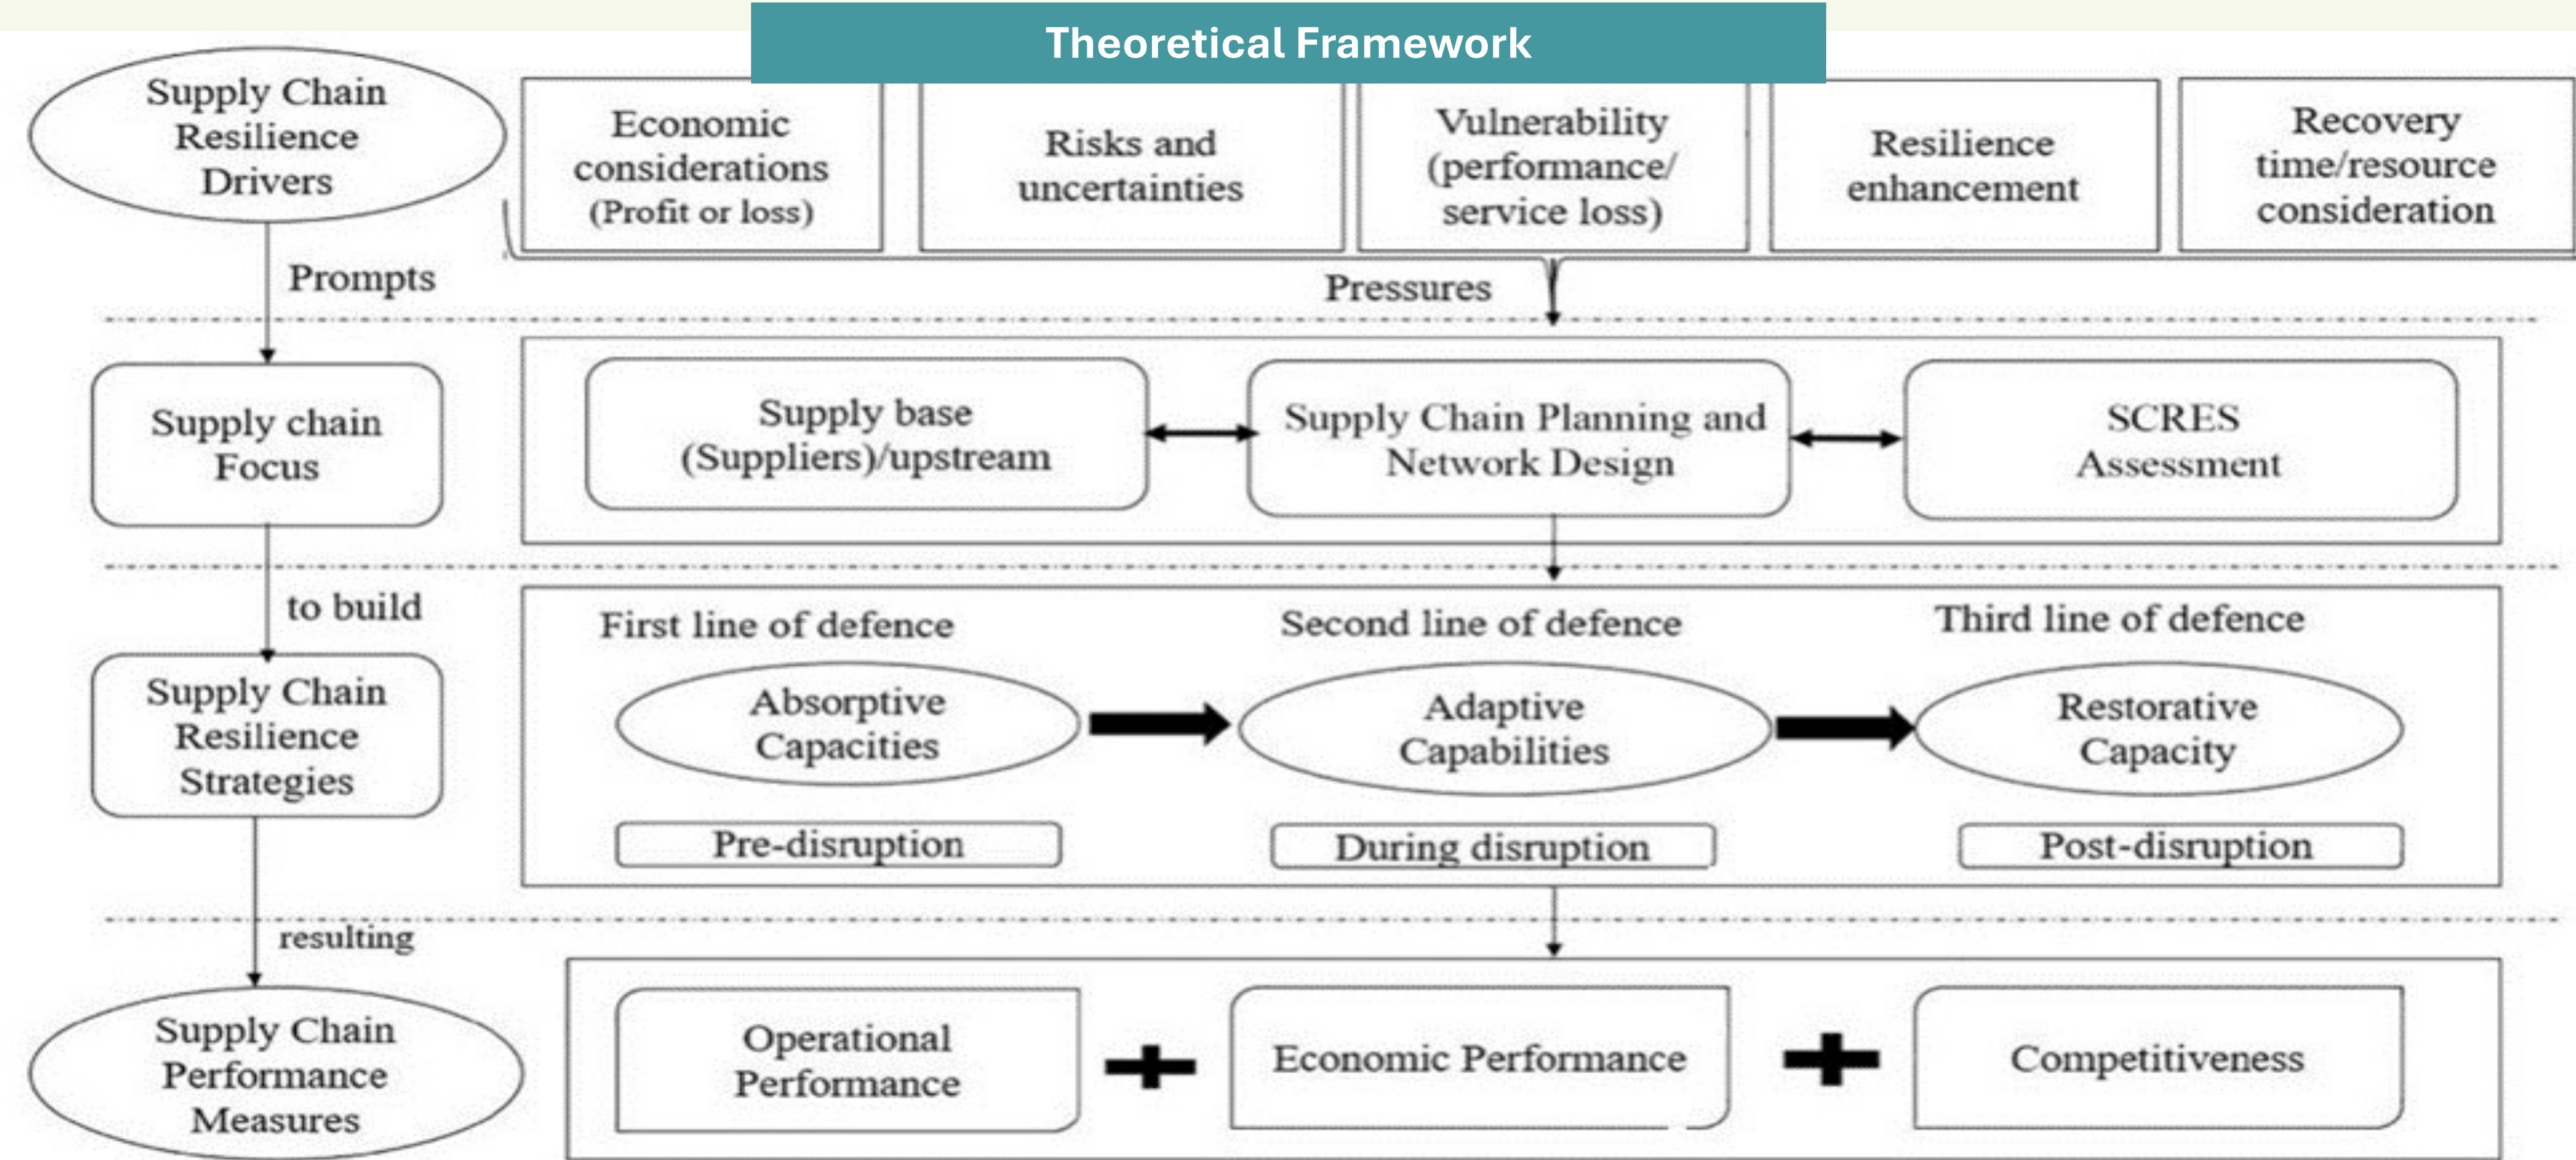 Theoretical Framework
Supply Chain
Resilience
Drivers
Economic
considerations
(Profit or loss)
Risks and
uncertainties
Vulnerability
(performance/
service loss)
Resilience
enhancement
Recovery
time/resource
consideration
Prompts
Pressures
Supply chain
Focus
Supply base
(Suppliers)/upstream
Supply Chain Planning and
Network Design
SCRES
Assessment
to build
Supply Chain
Resilience
Strategies
First line of defence
Second line of defence
Third line of defence
Absorptive
Capacities
Adaptive
Capabilities
Restorative
Capacity
Pre-disruption
During disruption
Post-disruption
resulting
Supply Chain
Performance
Measures
Operational
Performance
Economic Performance
Competitiveness